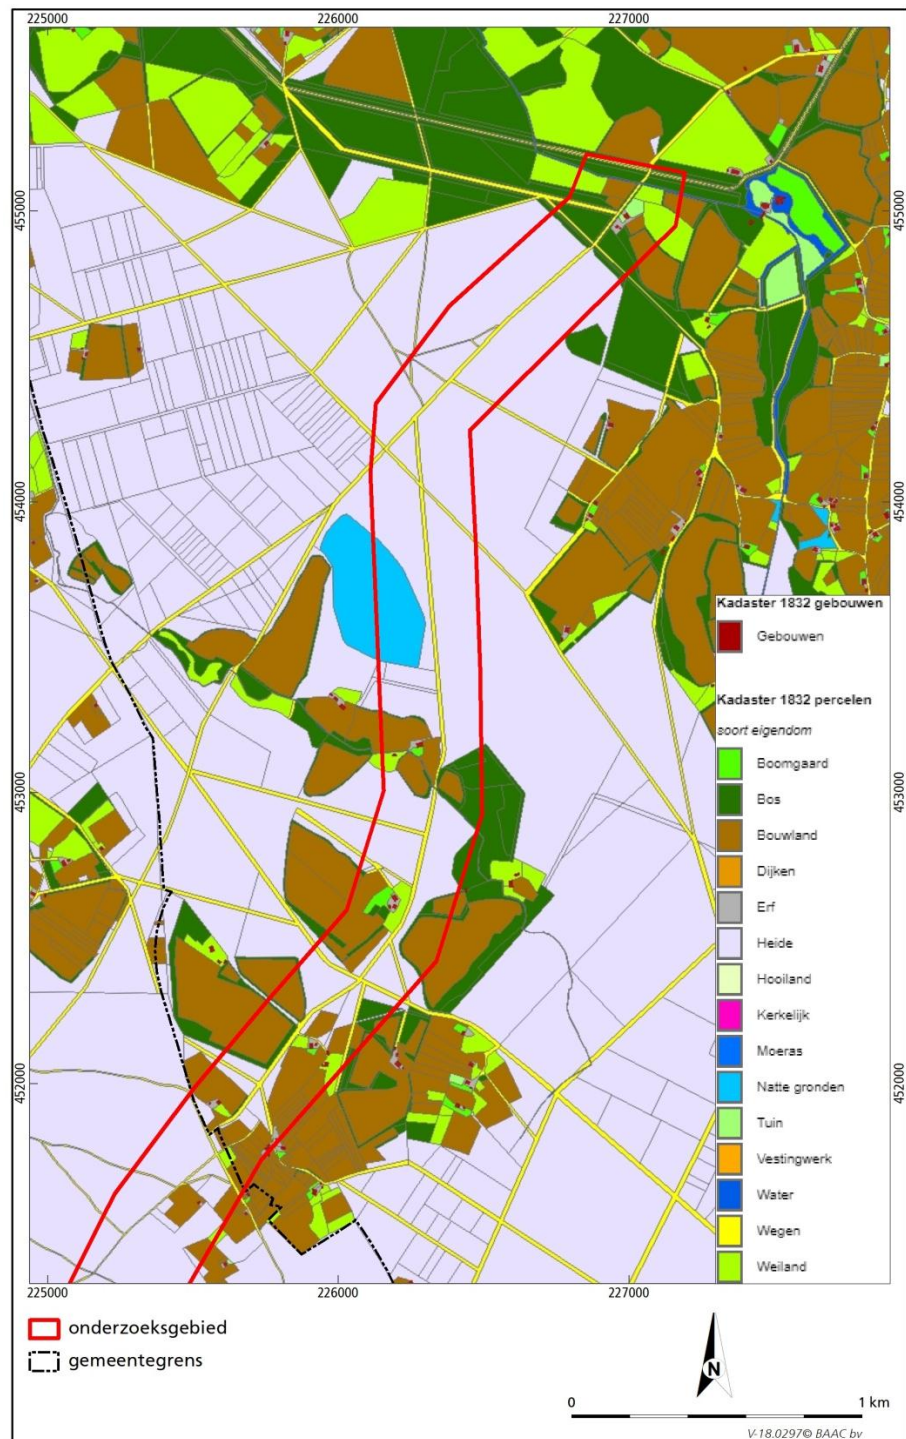 225000 226000 227000
455000 455000
454000 454000
Kadaster 1832 gebouwen
Gebouwen
Kadaster 1832 percelen
soort eigendom
Boomgaard
Bos
453000 453000
Bouwland
Dijken
Erf
Heide
Hooiland
Kerkelijk
Moeras
452000 452000
Natte gronden
Tuin
Vestingwerk
Water
Wegen
Weiland
225000 226000 227000
onderzoeksgebied
gemeentegrens
N
0 1 km
V-18.0297© BAAC bv